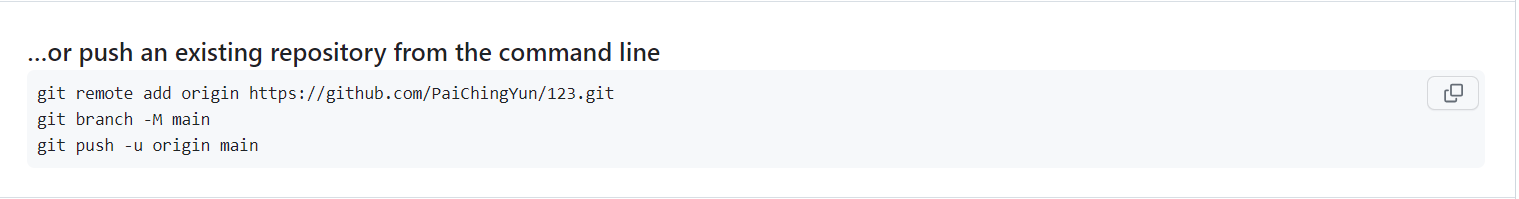 ...or push an existing repository from the command line
git remote add origin https://github.com/PaiChingYun/123.git
git branch -M main
git push -u origin main